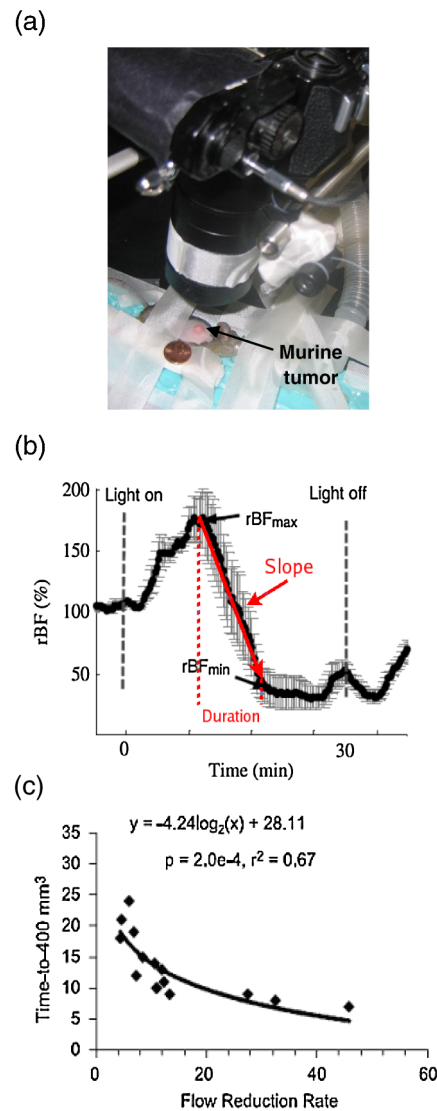 (a)
Murine
tumor
(b)
200
150
100
50
rBF (%)
Light on
Light off
rBFmax
Slope
rBFmin
Duration
0
30
Time (min)
(c)
y = -4.24log2(x) + 28.11
p = 2.0e-4, r2 = 0.67
35
30
25
20
15
10
5
0
Time-to-400 mm3
0
20
40
60
Flow Reduction Rate